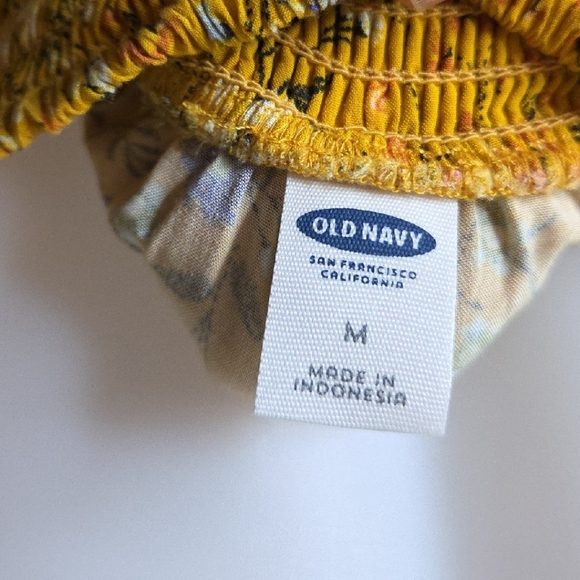 OLD NAVY
SAN FRANCISCO
CALIFORNIA
M
MADE IN
INDONESIA